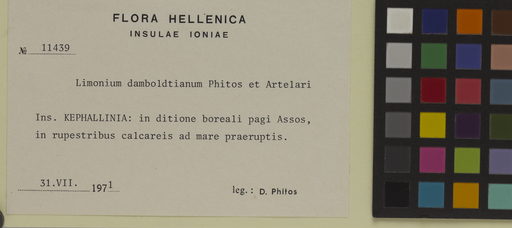 FLORA HELLENICA
INSULAE IONIAE
№ 11439
Limonium damboldtianum Phitos et Artelari
Ins. KEPHALLINIA: in ditione boreali pagi Assos,
in rupestribus calcareis ad mare praeruptis.
31.VII. 1971 leg.: D. Phitos